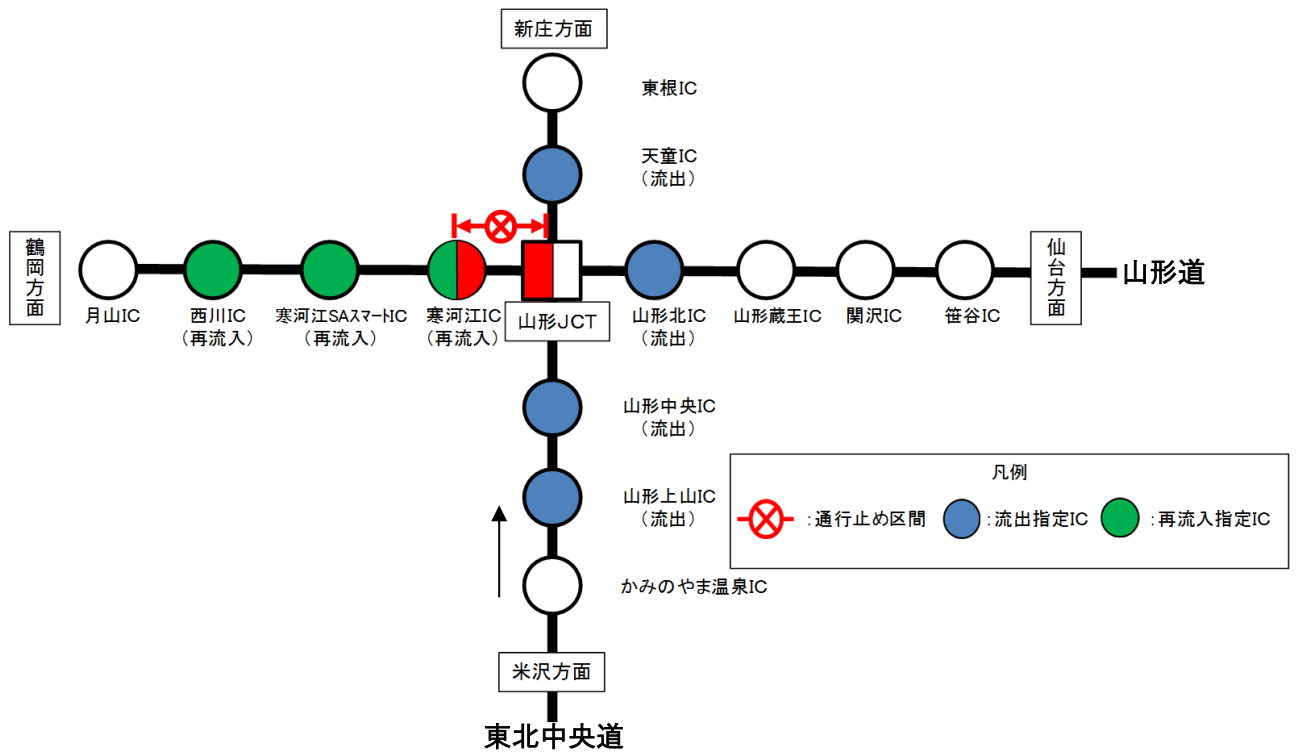 新庄方面
東根IC
天童IC
（流出）
鶴岡方面
仙台方面
山形道
月山IC
西川IC
（再流入）
寒河江SAスマートIC
（再流入）
寒河江IC
（再流入）
山形JCT
山形北IC
（流出）
山形蔵王IC
関沢IC
笹谷IC
山形中央IC
（流出）
山形上山IC
（流出）
凡例
：通行止め区間
：流出指定IC
：再流入指定IC
かみのやま温泉IC
米沢方面
東北中央道